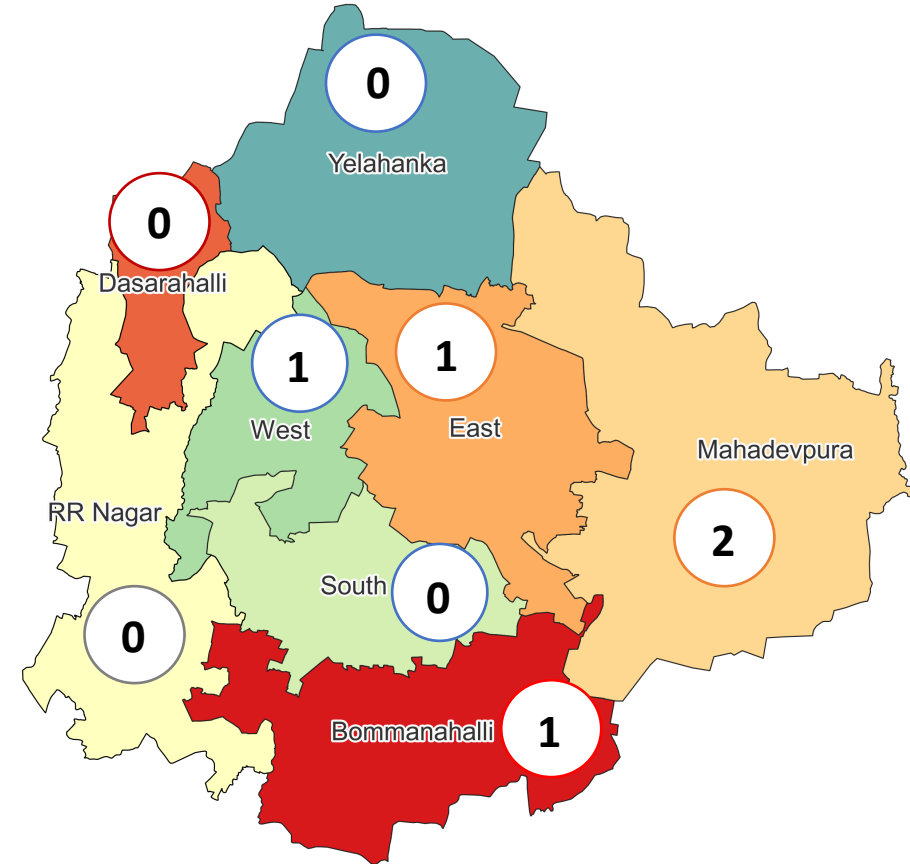 0
Yelahanka
0
Dasarahalli
1
West
1
East
Mahadevpura
2
RR Nagar
0
South
0
Bommanahalli
1